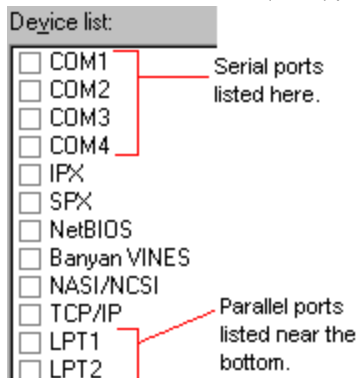 Device list:
COM1
COM2
COM3
COM4
IPX
SPX
NetBIOS
Banyan VINES
NASI/NCSI
TCP/IP
LPT1
LPT2
Serial ports
listed here.
Parallel ports
listed near the
bottom.